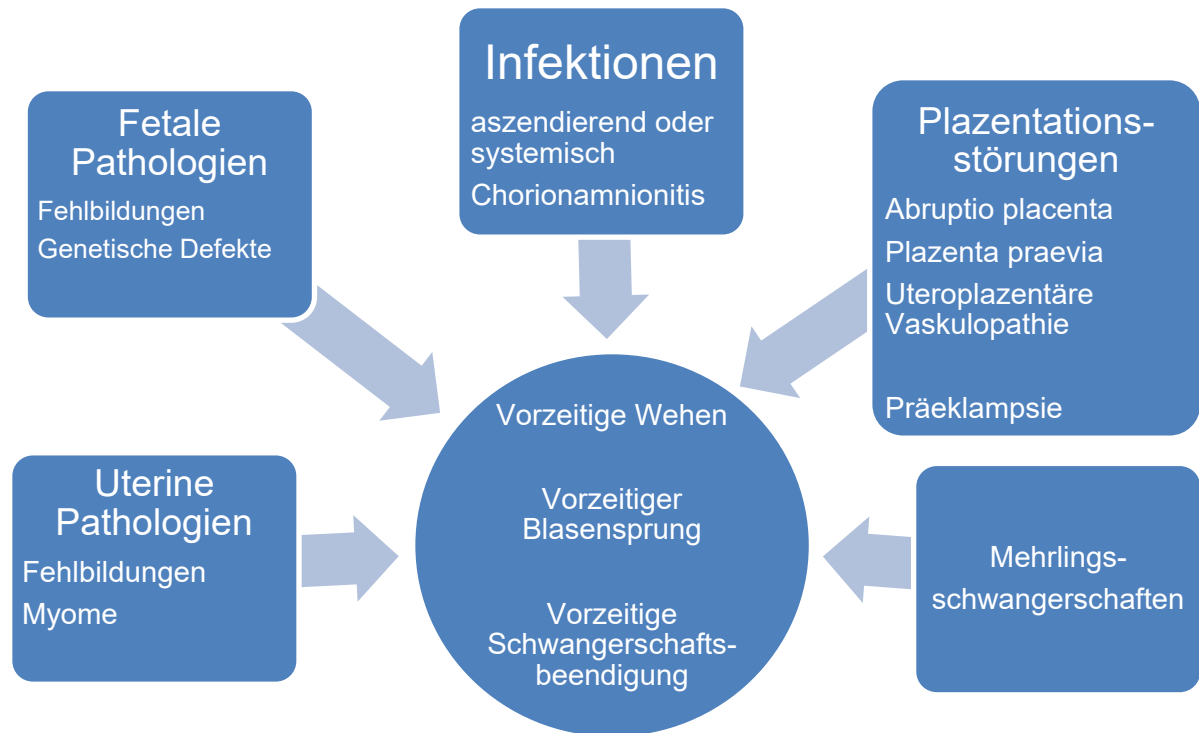 Infektionen
aszendierend oder
systemisch
Chorionamnionitis
Fetale
Pathologien
Fehlbildungen
Genetische Defekte
Plazentations-
störungen
Abruptio placenta
Plazenta praevia
Uteroplazentäre
Vaskulopathie
Präeklampsie
Uterine
Pathologien
Fehlbildungen
Myome
Vorzeitige Wehen
Vorzeitiger
Blasensprung
Vorzeitige
Schwangerschafts-
beendigung
Mehrlings-
schwangerschaften